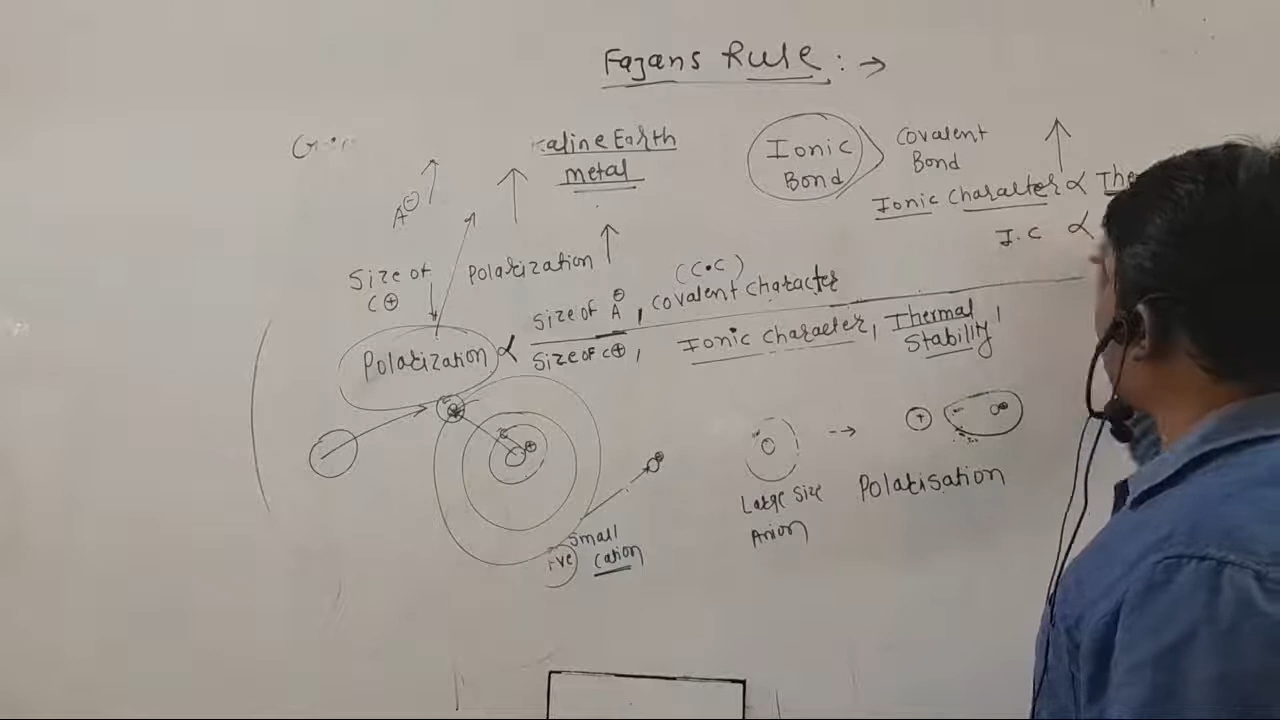 Fajans Rule : →
kaline Earth
metal
Ionic
Bond
Covalent
Bond
Ionic Character ∝ The
I.C ∝
A⊖
Size of
C⊕
Polarization ↑
(C.C)
Polarization ∝
Size of A⊖, Covalent Character
Size of C⊕, Ionic Character, Thermal
Stability,
+ve
Small
Cation
Large Size
Anion
Polarisation